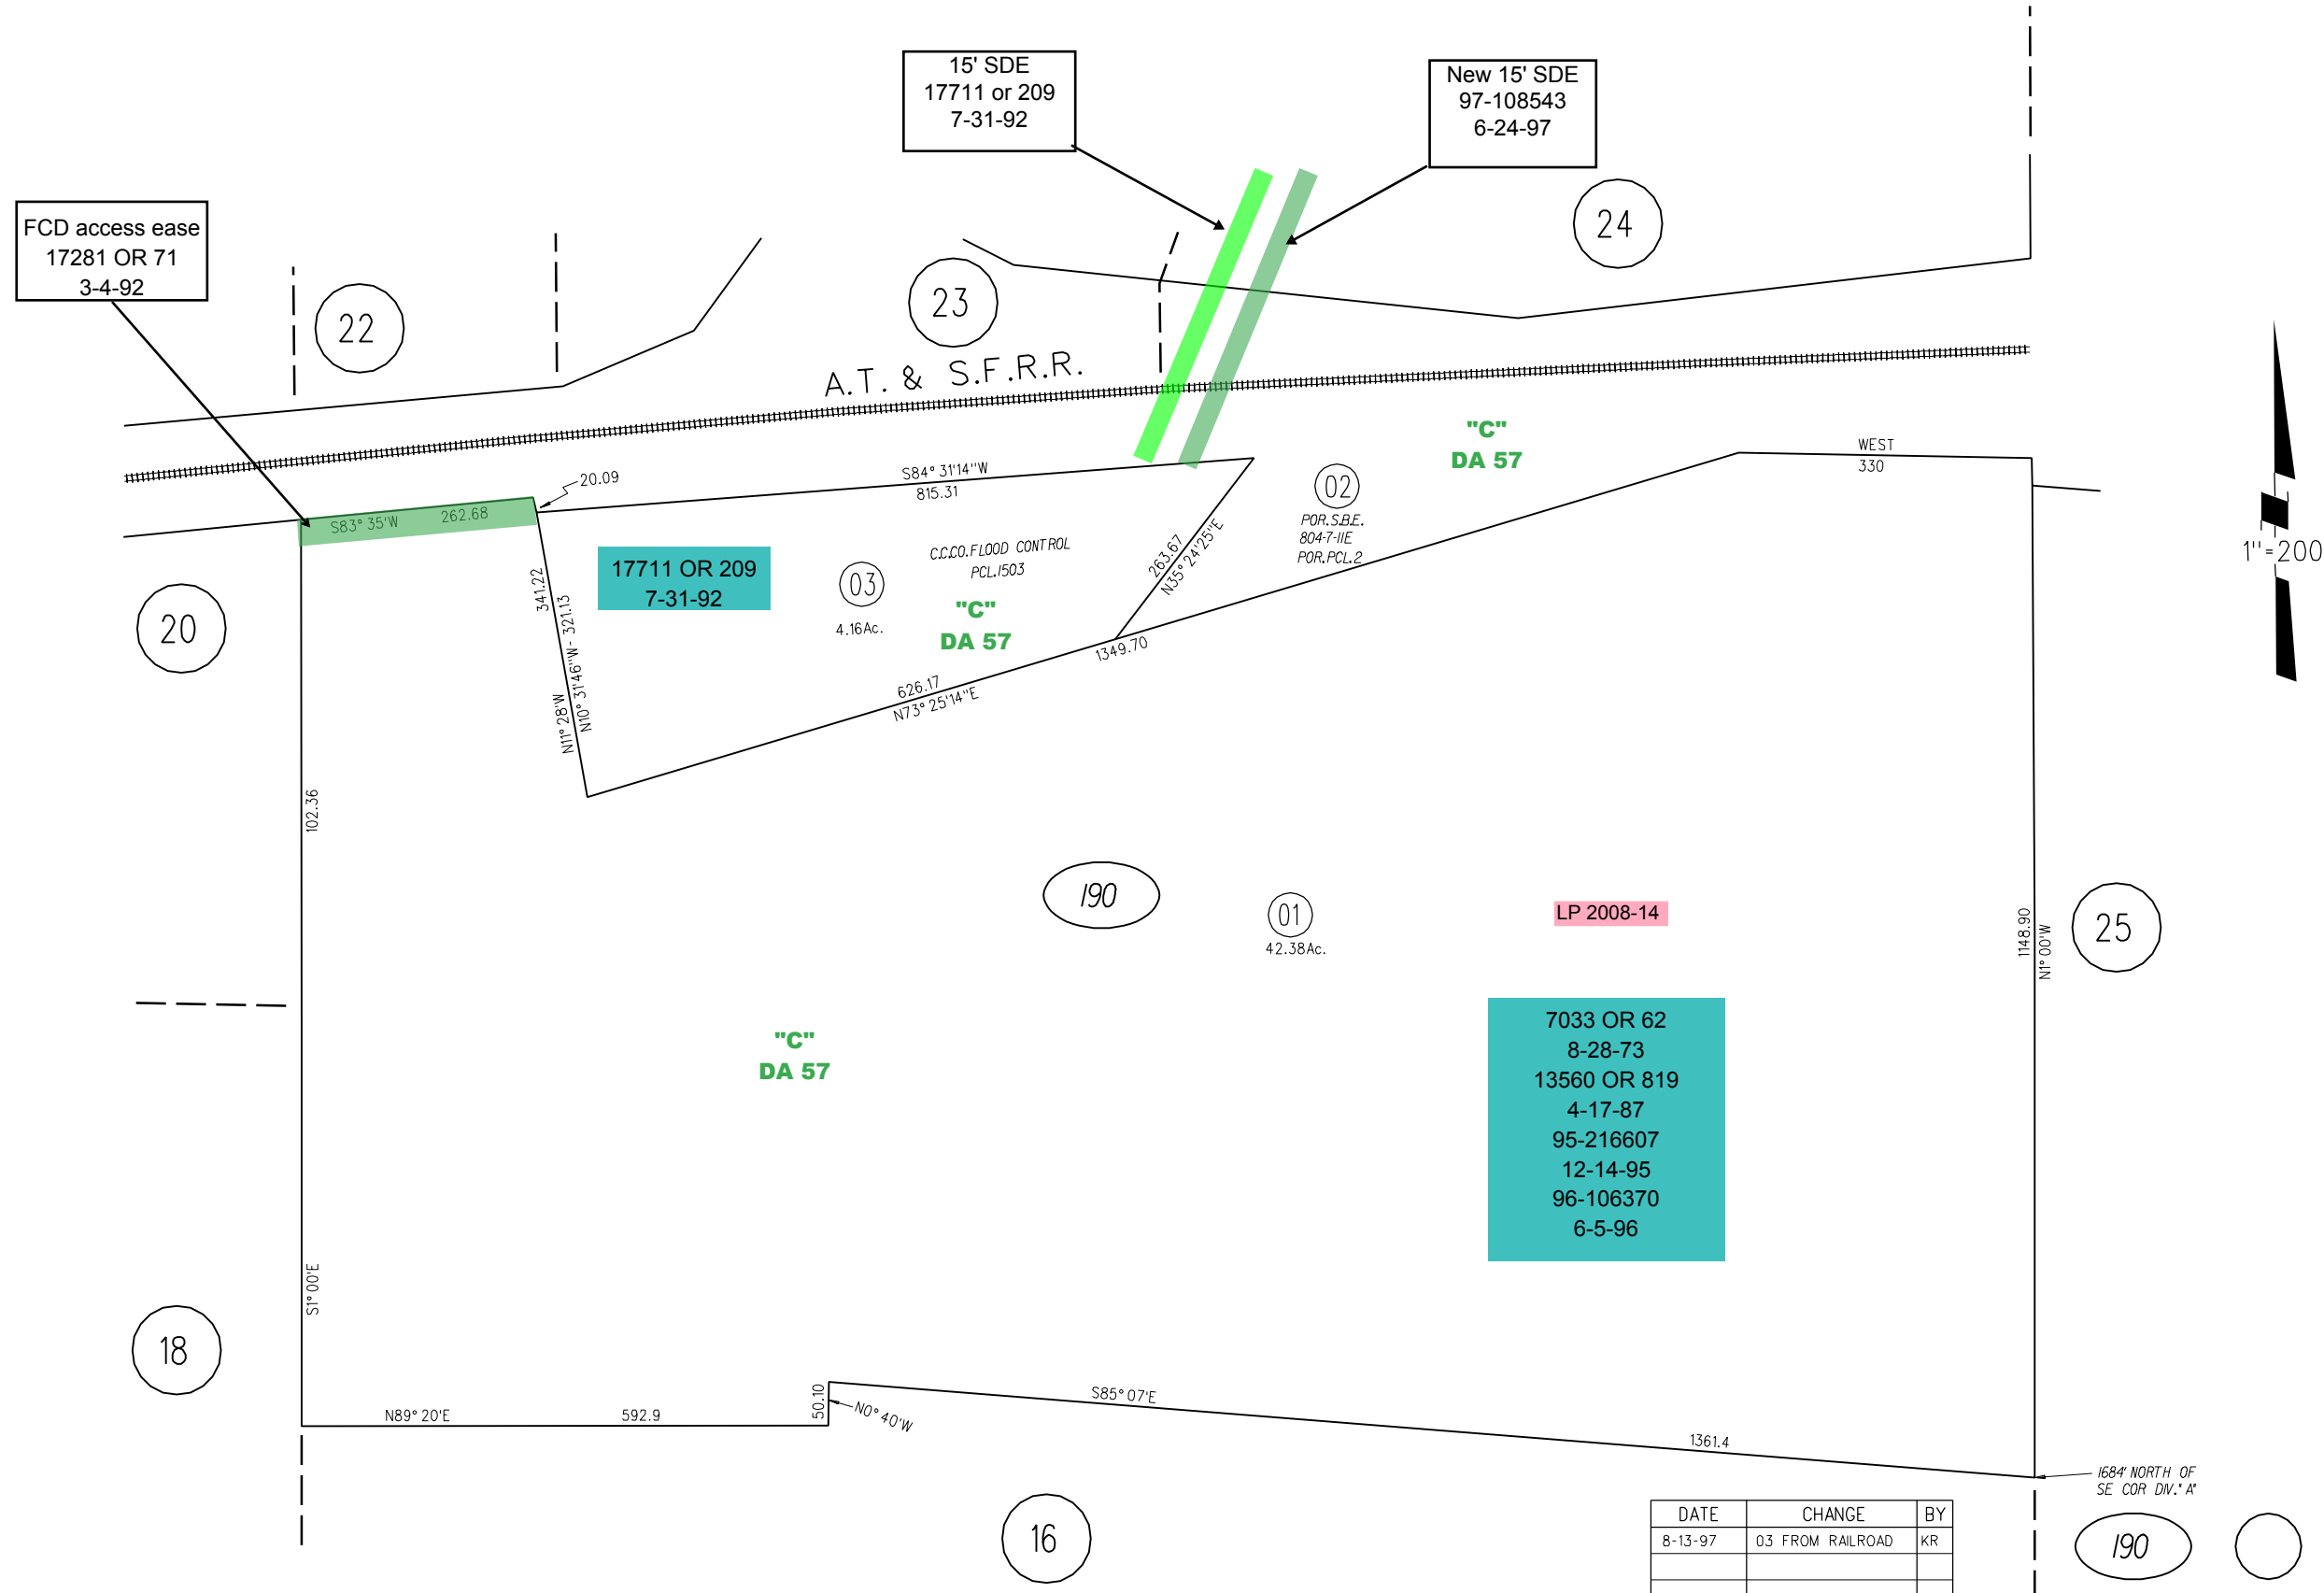 15' SDE
17711 or 209
7-31-92
New 15' SDE
97-108543
6-24-97
24
FCD access ease
17281 OR 71
3-4-92
22
23
A.T. & S.F.R.R.
"C"
DA 57
WEST
330
S84° 31'14''W
815.31
20.09
S83° 35'W 262.68
02
POR.S.B.E.
804-7-11E
POR.PCL.2
1''=200
C.C.CO.FLOOD CONTROL
PCL.1503
17711 OR 209
7-31-92
03
4.16Ac.
"C"
DA 57
263.67
N35° 24'25''E
341.22
N11° 28'W
N10° 31'46''W - 321.13
20
1349.70
626.17
N73° 25'14''E
102.36
190
01
42.38Ac.
LP 2008-14
1148.90
N1° 00'W
25
"C"
DA 57
7033 OR 62
8-28-73
13560 OR 819
4-17-87
95-216607
12-14-95
96-106370
6-5-96
S1° 00'E
18
N89° 20'E 592.9
50.10
N0° 40'W
S85° 07'E
1361.4
1684' NORTH OF
SE COR DIV."A"
16
DATE CHANGE BY
8-13-97 03 FROM RAILROAD KR
190